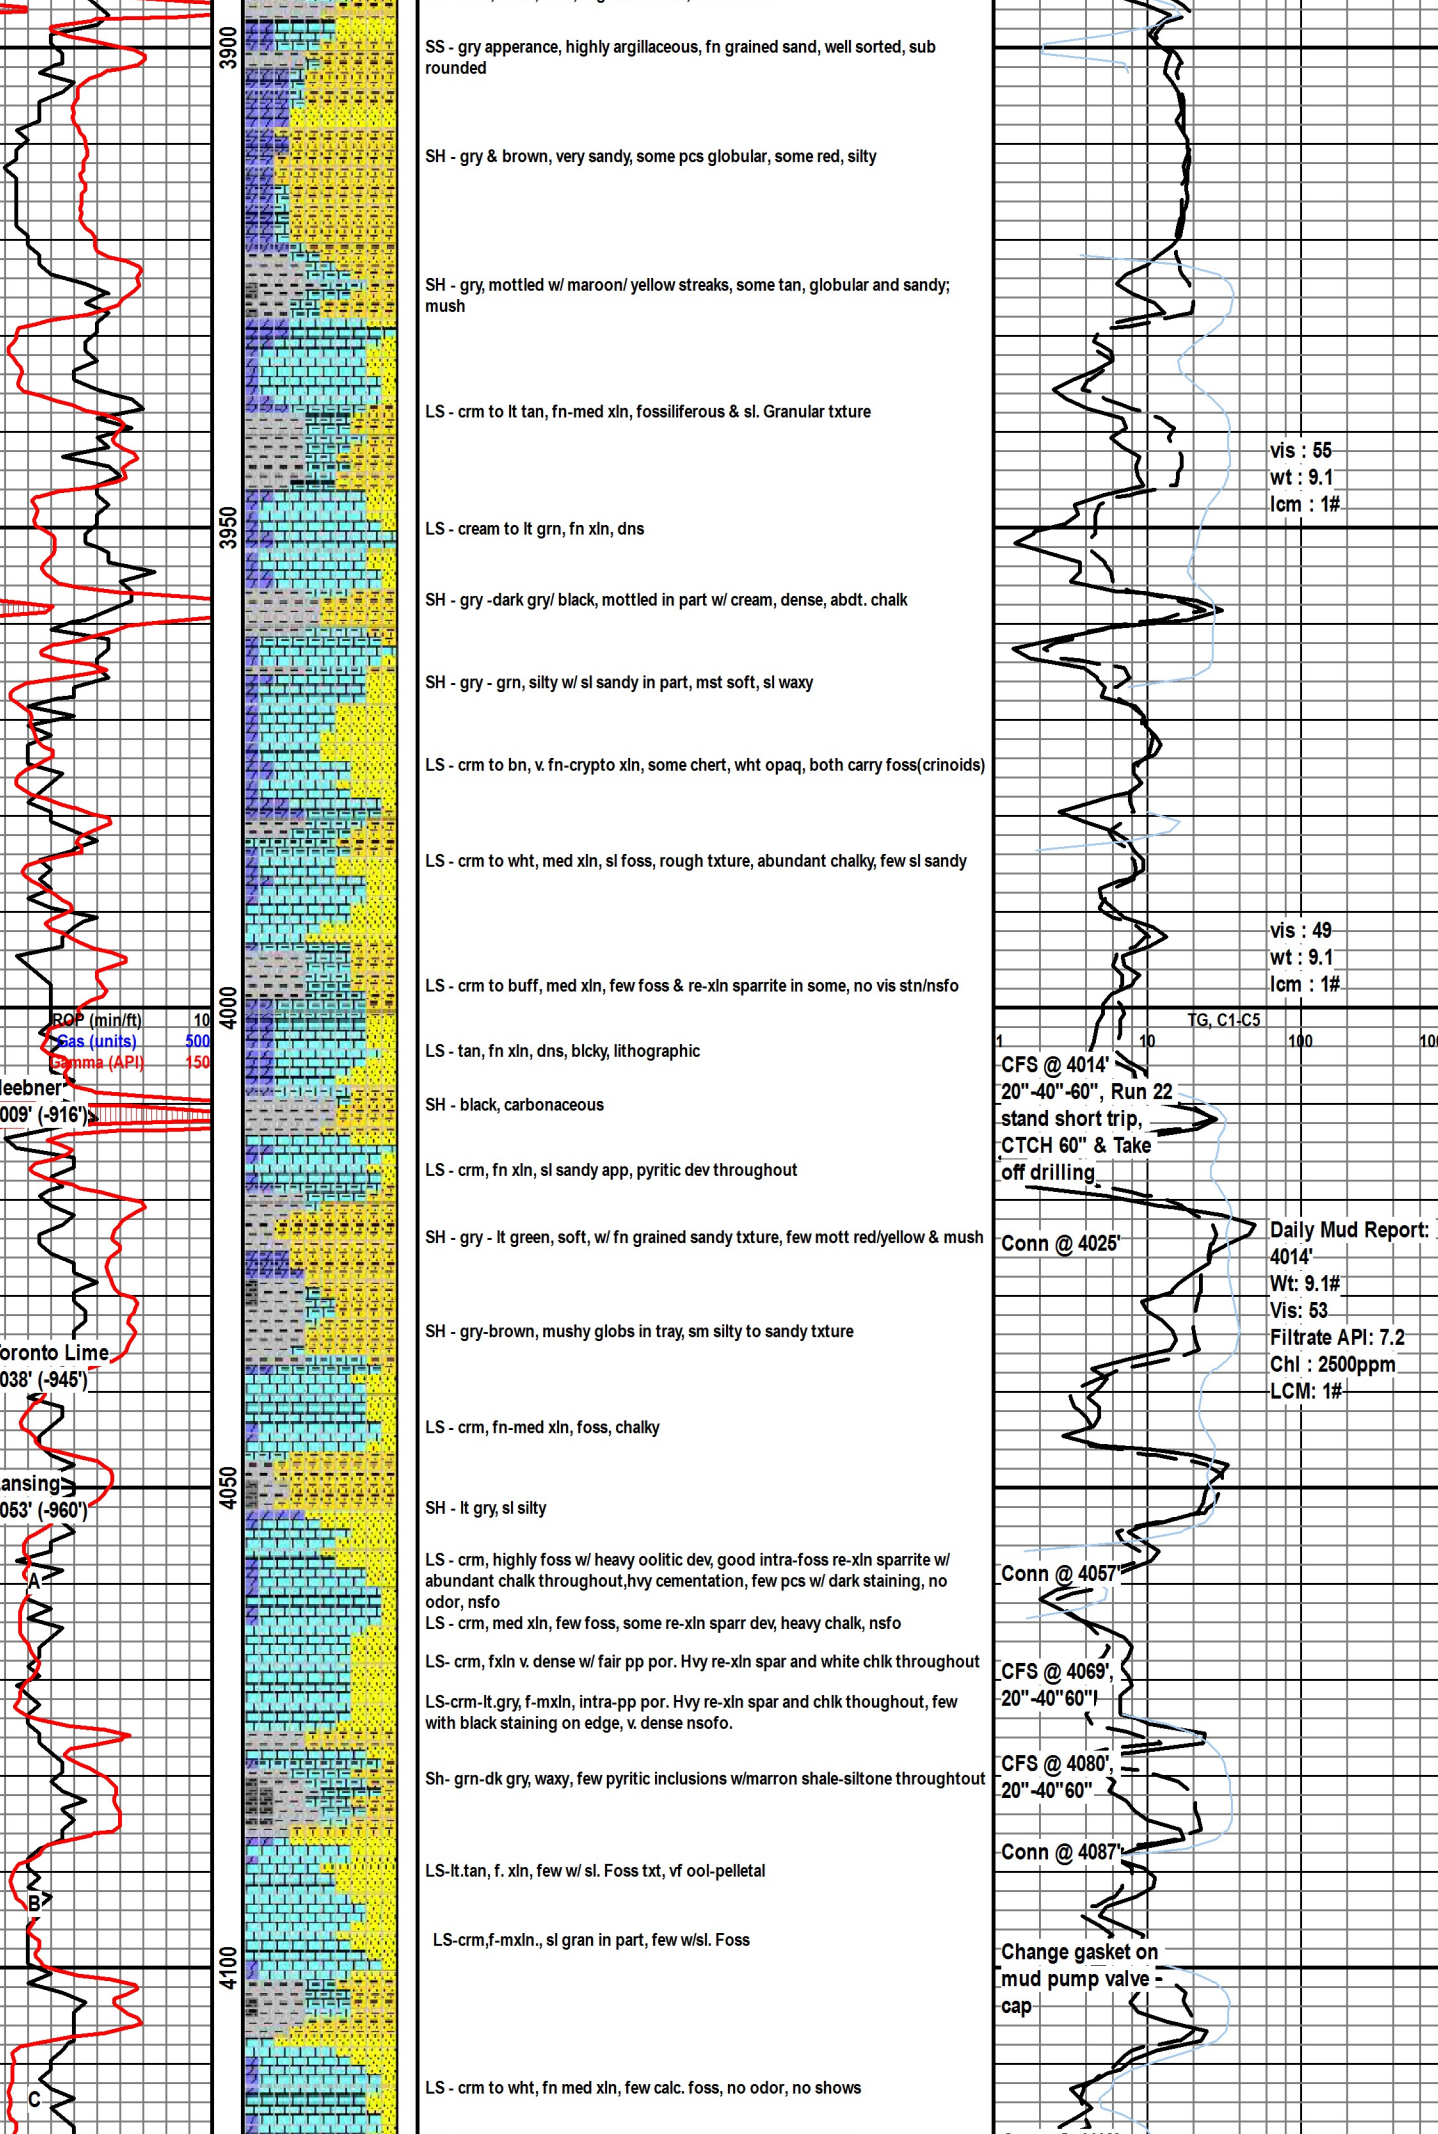 3900
SS - gry apperance, highly argillaceous, fn grained sand, well sorted, sub
rounded
SH - gry & brown, very sandy, some pcs globular, some red, silty
SH - gry, mottled w/ maroon/ yellow streaks, some tan, globular and sandy;
mush
LS - crm to lt tan, fn-med xln, fossiliferous & sl. Granular txture
vis : 55
wt : 9.1
lcm : 1#
3950
LS - cream to lt grn, fn xln, dns
SH - gry -dark gry/ black, mottled in part w/ cream, dense, abdt. chalk
SH - gry - grn, silty w/ sl sandy in part, mst soft, sl waxy
LS - crm to bn, v. fn-crypto xln, some chert, wht opaq, both carry foss(crinoids)
LS - crm to wht, med xln, sl foss, rough txture, abundant chalky, few sl sandy
vis : 49
wt : 9.1
lcm : 1#
LS - crm to buff, med xln, few foss & re-xln sparrite in some, no vis stn/nsfo
4000
ROP (min/ft) 10
Gas (units) 500
Gamma (API) 150
TG, C1-C5
1 10 100 100
LS - tan, fn xln, dns, blcky, lithographic
leebner
009' (-916')
SH - black, carbonaceous
CFS @ 4014'
20"-40"-60", Run 22
stand short trip,
CTCH 60" & Take
off drilling
LS - crm, fn xln, sl sandy app, pyritic dev throughout
SH - gry - lt green, soft, w/ fn grained sandy txture, few mott red/yellow & mush
Conn @ 4025'
Daily Mud Report:
4014'
Wt: 9.1#
Vis: 53
Filtrate API: 7.2
Chl : 2500ppm
LCM: 1#
SH - gry-brown, mushy globs in tray, sm silty to sandy txture
oronto Lime
038' (-945')
LS - crm, fn-med xln, foss, chalky
4050
ansing
053' (-960')
SH - lt gry, sl silty
LS - crm, highly foss w/ heavy oolitic dev, good intra-foss re-xln sparrite w/
abundant chalk throughout,hvy cementation, few pcs w/ dark staining, no
odor, nsfo
A
Conn @ 4057'
LS - crm, med xln, few foss, some re-xln sparr dev, heavy chalk, nsfo
LS- crm, fxln v. dense w/ fair pp por. Hvy re-xln spar and white chlk throughout
CFS @ 4069',
20"-40"60"
LS-crm-lt.gry, f-mxln, intra-pp por. Hvy re-xln spar and chlk thoughout, few
with black staining on edge, v. dense nsofo.
CFS @ 4080',
20"-40"60"
Sh- grn-dk gry, waxy, few pyritic inclusions w/marron shale-siltone throughtout
Conn @ 4087'
LS-lt.tan, f. xln, few w/ sl. Foss txt, vf ool-pelletal
B
LS-crm,f-mxln., sl gran in part, few w/sl. Foss
4100
Change gasket on
mud pump valve
cap
LS - crm to wht, fn med xln, few calc. foss, no odor, no shows
C